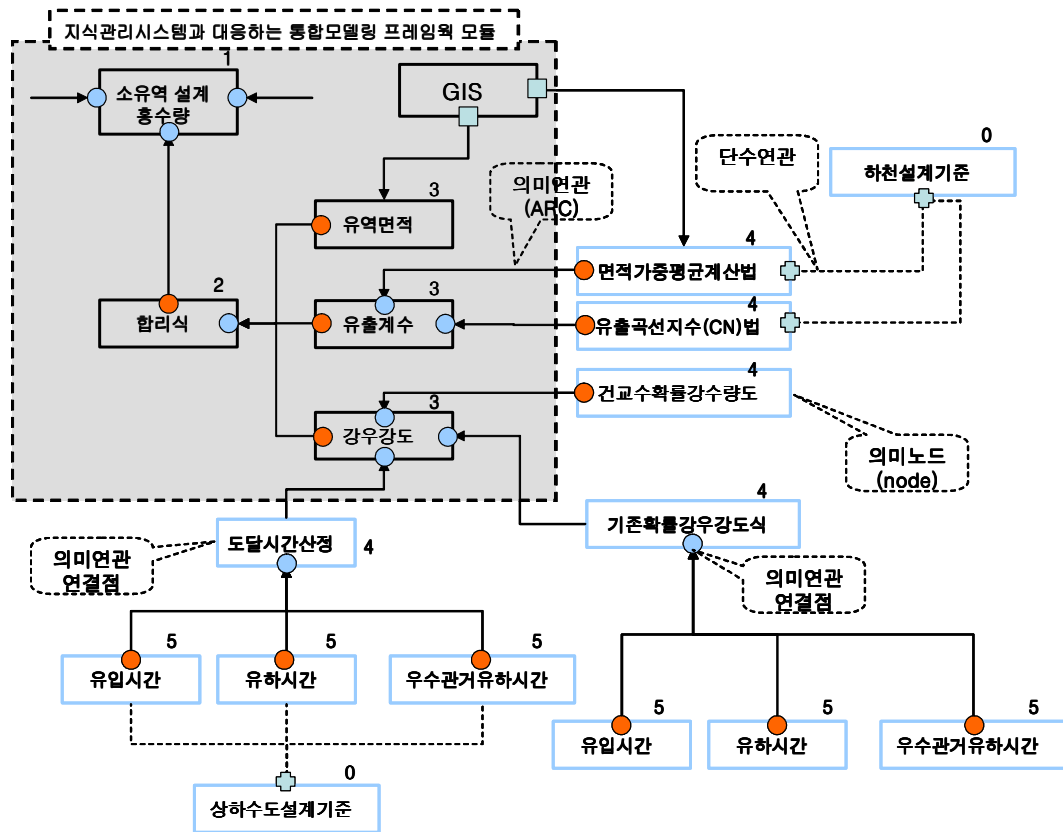 지식관리시스템과 대응하는 통합모델링 프레임웍 모듈
1
소유역 설계
홍수량
GIS
단수연관
0
하천설계기준
의미연관
(ARC)
3
유역면적
4
면적가중평균계산법
2
합리식
3
유출계수
4
유출곡선지수(CN)법
4
건교수확률강수량도
3
강우강도
의미노드
(node)
4
기존확률강우강도식
도달시간산정
4
의미연관
연결점
의미연관
연결점
5
유입시간
5
유하시간
5
우수관거유하시간
5
유입시간
5
유하시간
5
우수관거유하시간
0
상하수도설계기준